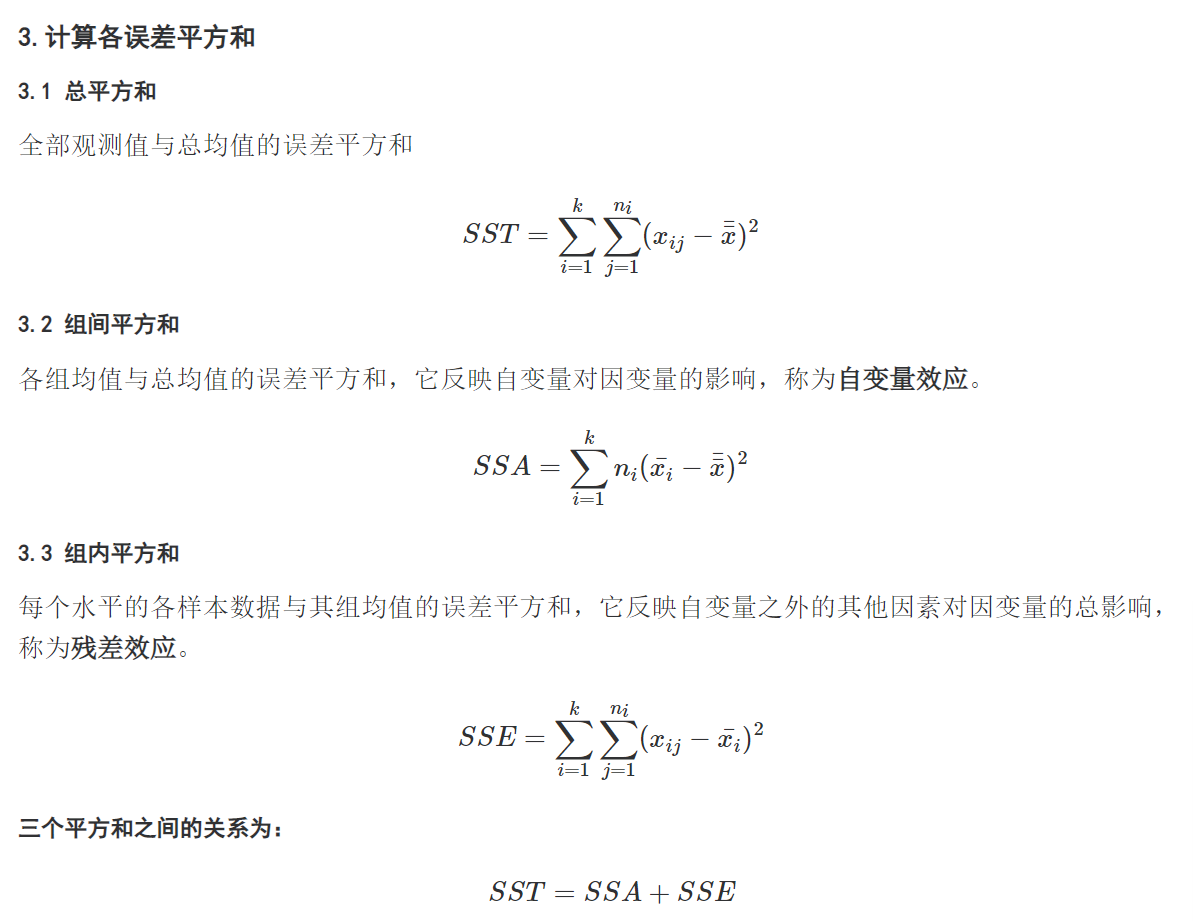 3.计算各误差平方和
3.1 总平方和
全部观测值与总均值的误差平方和
$SST = \sum_{i=1}^{k} \sum_{j=1}^{n_i} (x_{ij} - \bar{\bar{x}})^2$
3.2 组间平方和
各组均值与总均值的误差平方和，它反映自变量对因变量的影响，称为自变量效应。
$SSA = \sum_{i=1}^{k} n_i (\bar{x_i} - \bar{\bar{x}})^2$
3.3 组内平方和
每个水平的各样本数据与其组均值的误差平方和，它反映自变量之外的其他因素对因变量的总影响，
称为残差效应。
$SSE = \sum_{i=1}^{k} \sum_{j=1}^{n_i} (x_{ij} - \bar{x_i})^2$
三个平方和之间的关系为：
$SST = SSA + SSE$